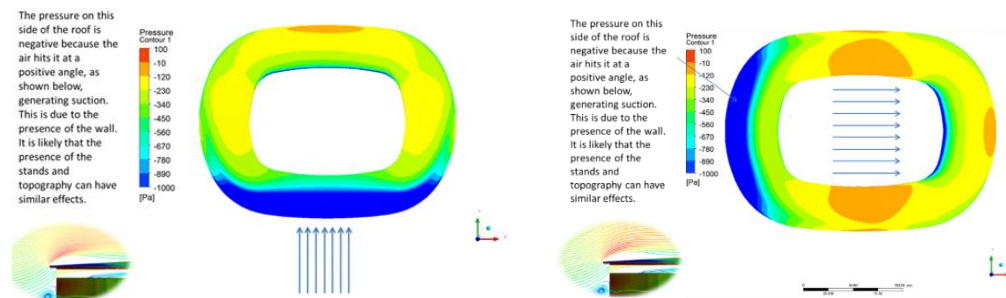 The pressure on this
side of the roof is
negative because the
air hits it at a
positive angle, as
shown below,
generating suction.
This is due to the
presence of the wall.
It is likely that the
presence of the
stands and
topography can have
similar effects.
Pressure
Contour 1
100
-10
-120
-230
-340
-450
-560
-670
-780
-890
-1000
[Pa]
The pressure on this
side of the roof is
negative because the
air hits it at a
positive angle, as
shown below,
generating suction.
This is due to the
presence of the wall.
It is likely that the
presence of the
stands and
topography can have
similar effects.
Pressure
Contour 1
100
-10
-120
-230
-340
-450
-560
-670
-780
-890
-1000
[Pa]